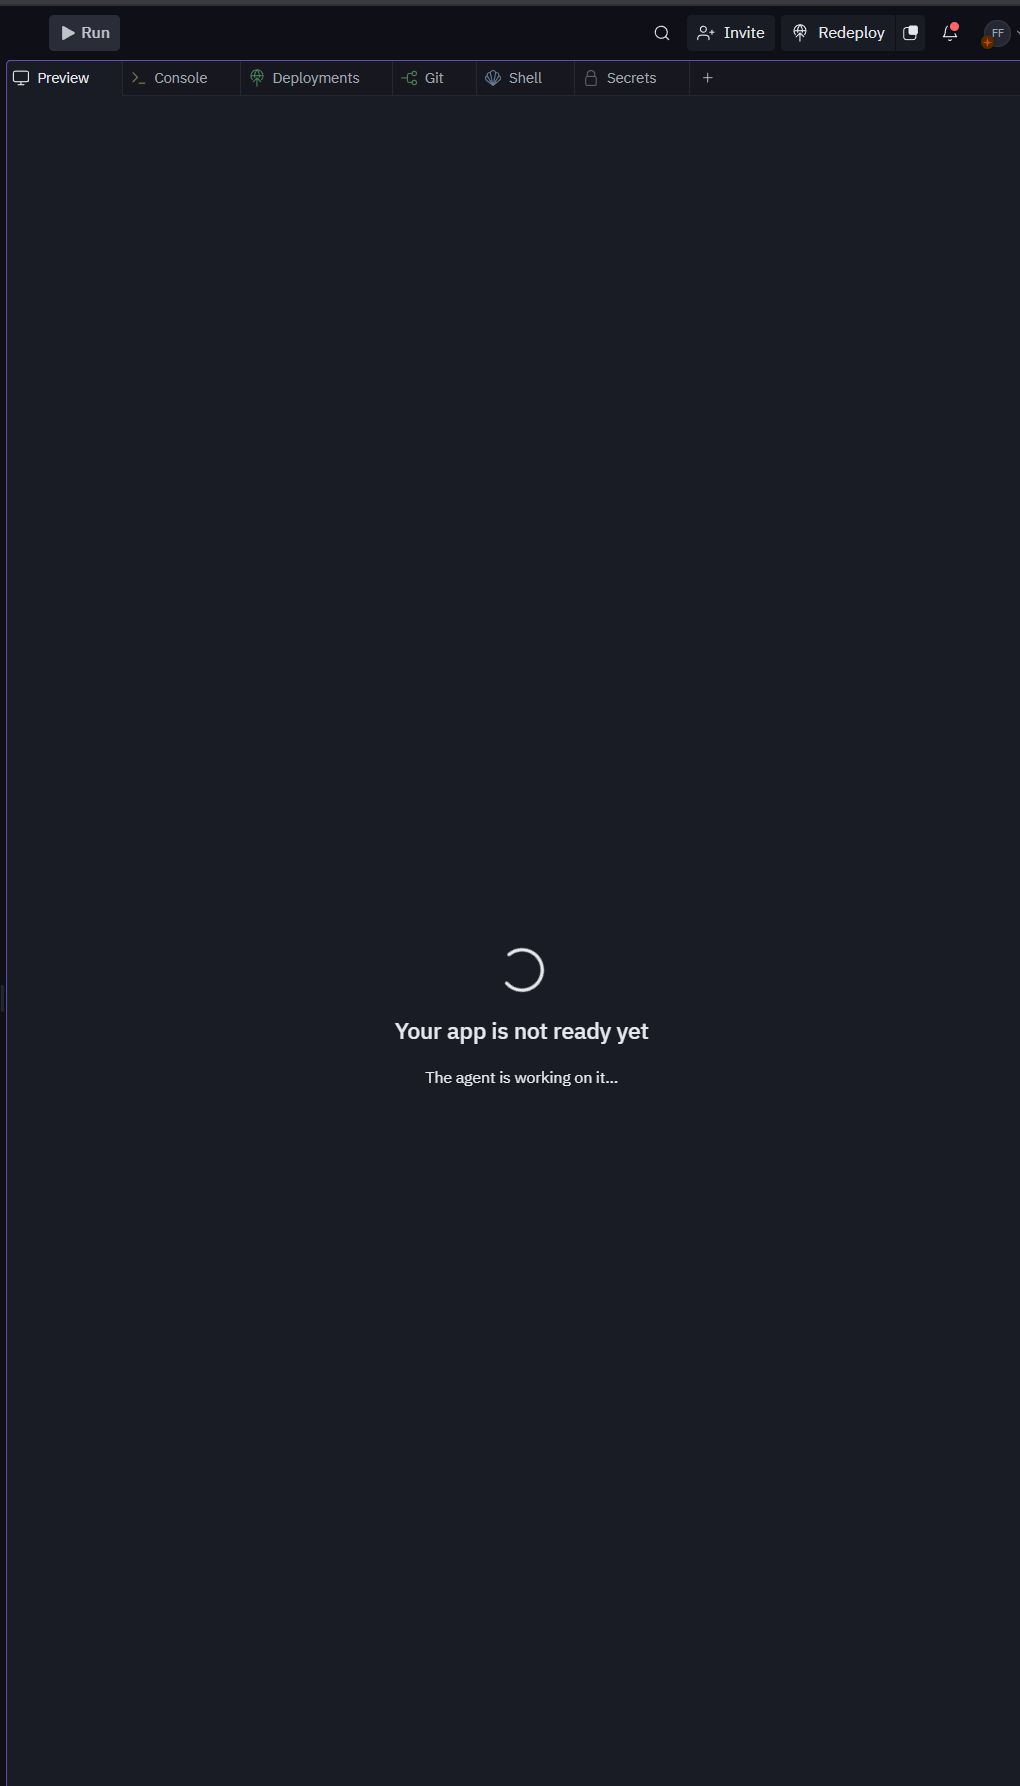 Run
Invite
Redeploy
FF
Preview
Console
Deployments
Git
Shell
Secrets
Your app is not ready yet
The agent is working on it...